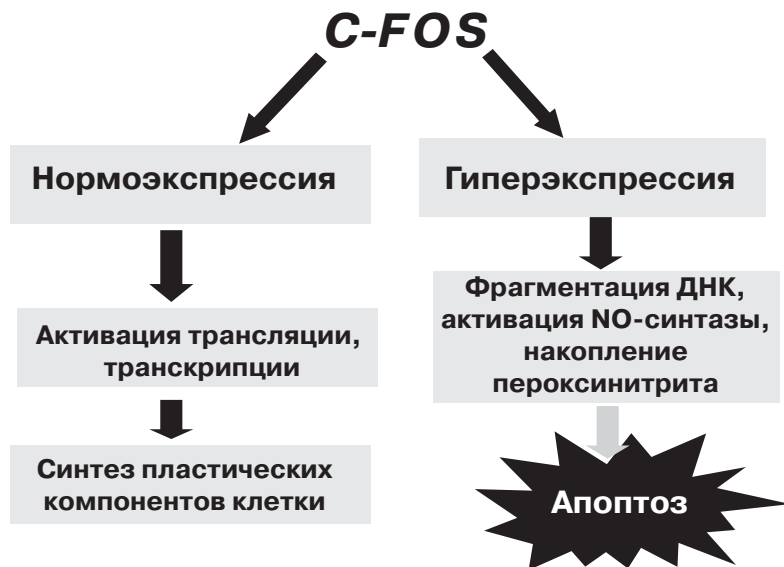 C-FOS
Нормоэкспрессия
Активация трансляции,
транскрипции
Синтез пластических
компонентов клетки
Гиперэкспрессия
Фрагментация ДНК,
активация NO-синтазы,
накопление
пероксинитрита
Апоптоз